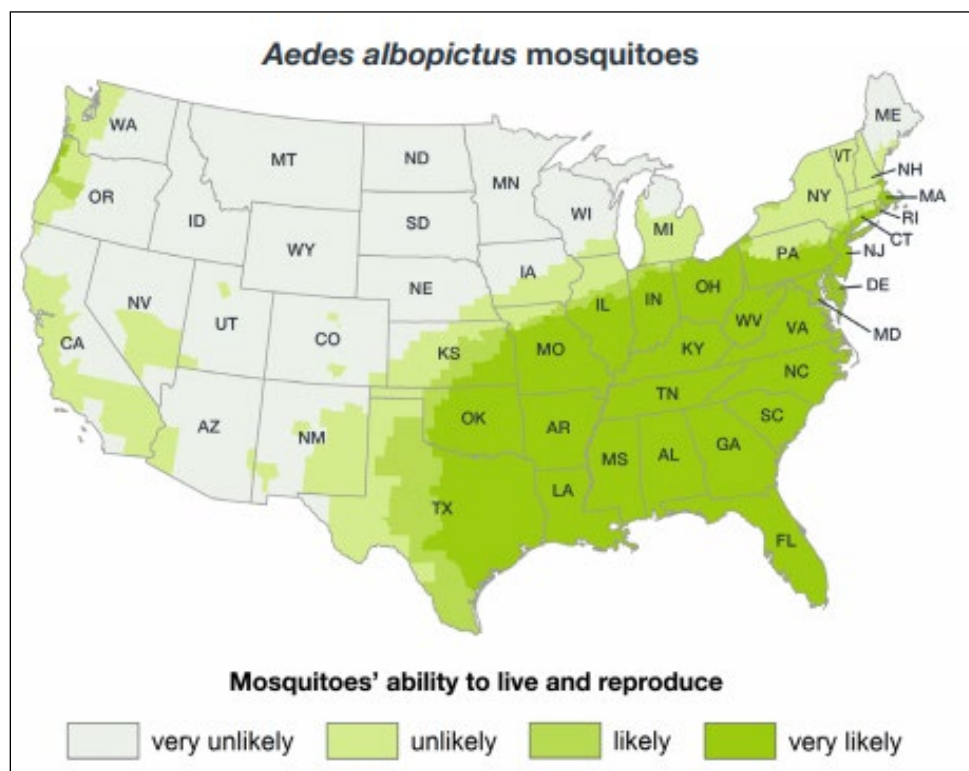 Aedes albopictus mosquitoes
WA
MT
ND
MN
ME
VT
NH
OR
ID
SD
WI
NY
MA
WY
MI
RI
CT
IA
PA
NJ
NE
NV
UT
IL
IN
OH
DE
CO
CA
KS
MO
WV
VA
MD
KY
NC
AZ
NM
OK
TN
AR
SC
MS
AL
GA
TX
LA
FL
Mosquitoes' ability to live and reproduce
very unlikely unlikely likely very likely